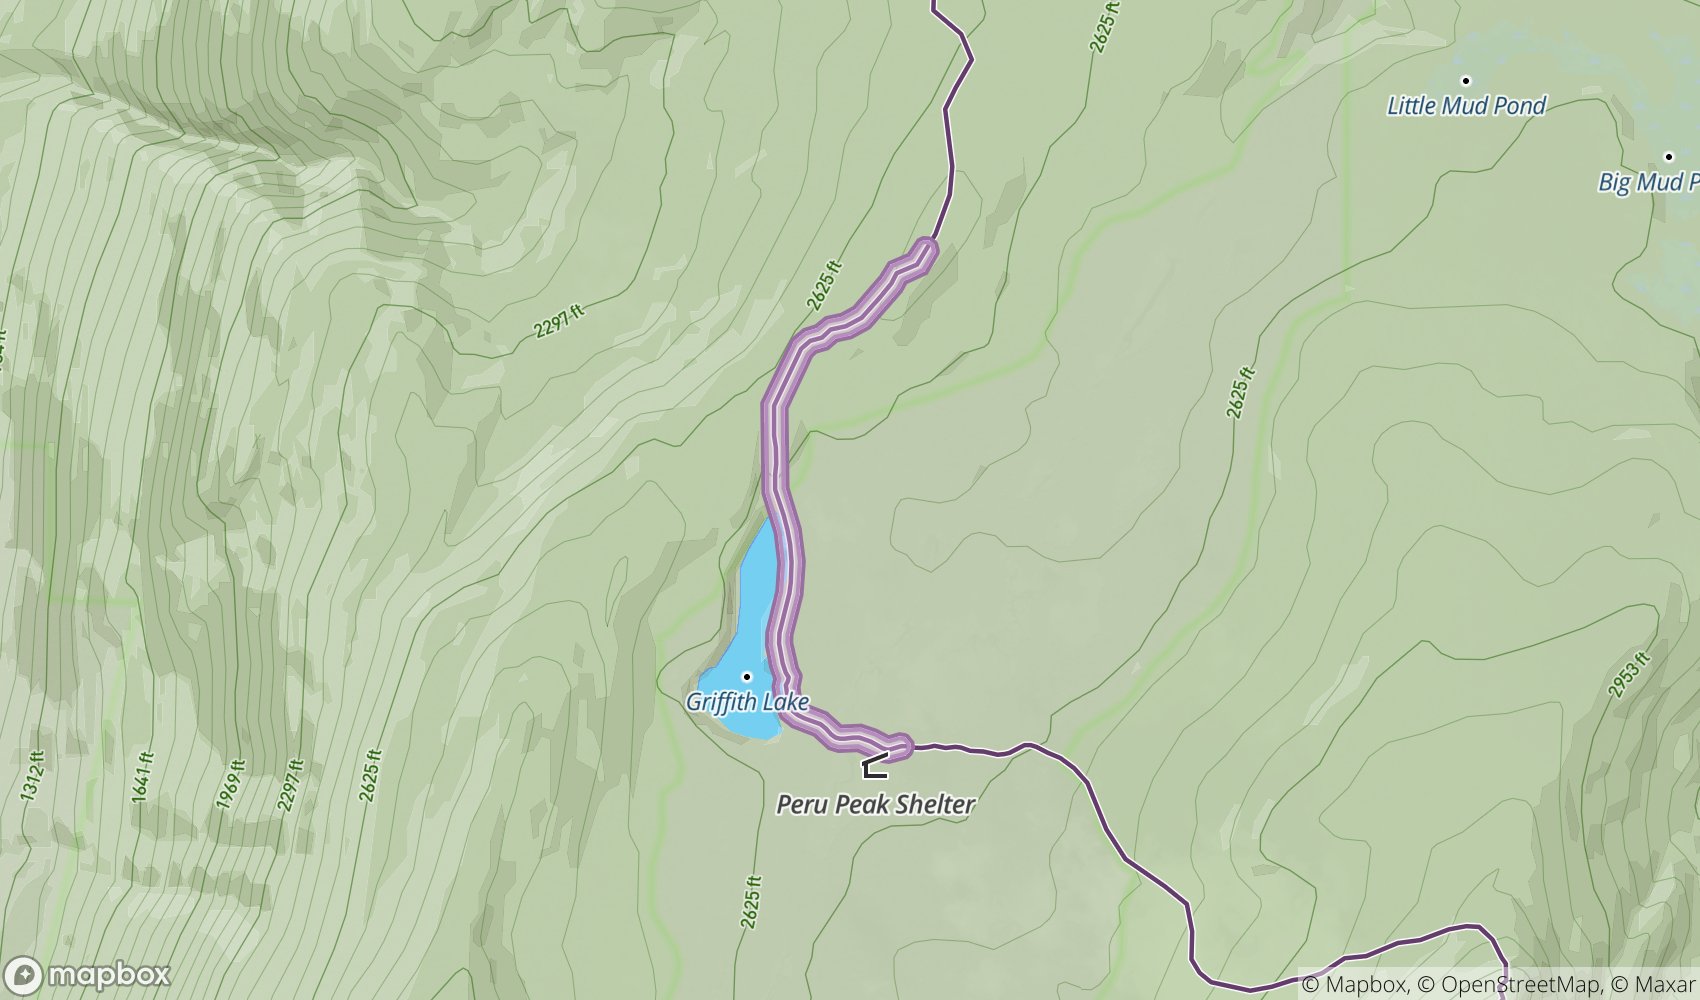 2625 ft
Little Mud Pond
Big Mud P
2625 ft
2297 ft
2625 ft
2953 ft
Griffith Lake
1312 ft
1641 ft
1969 ft
2297 ft
2625 ft
Peru Peak Shelter
2625 ft
mapbox
© Mapbox, © OpenStreetMap, © Maxar